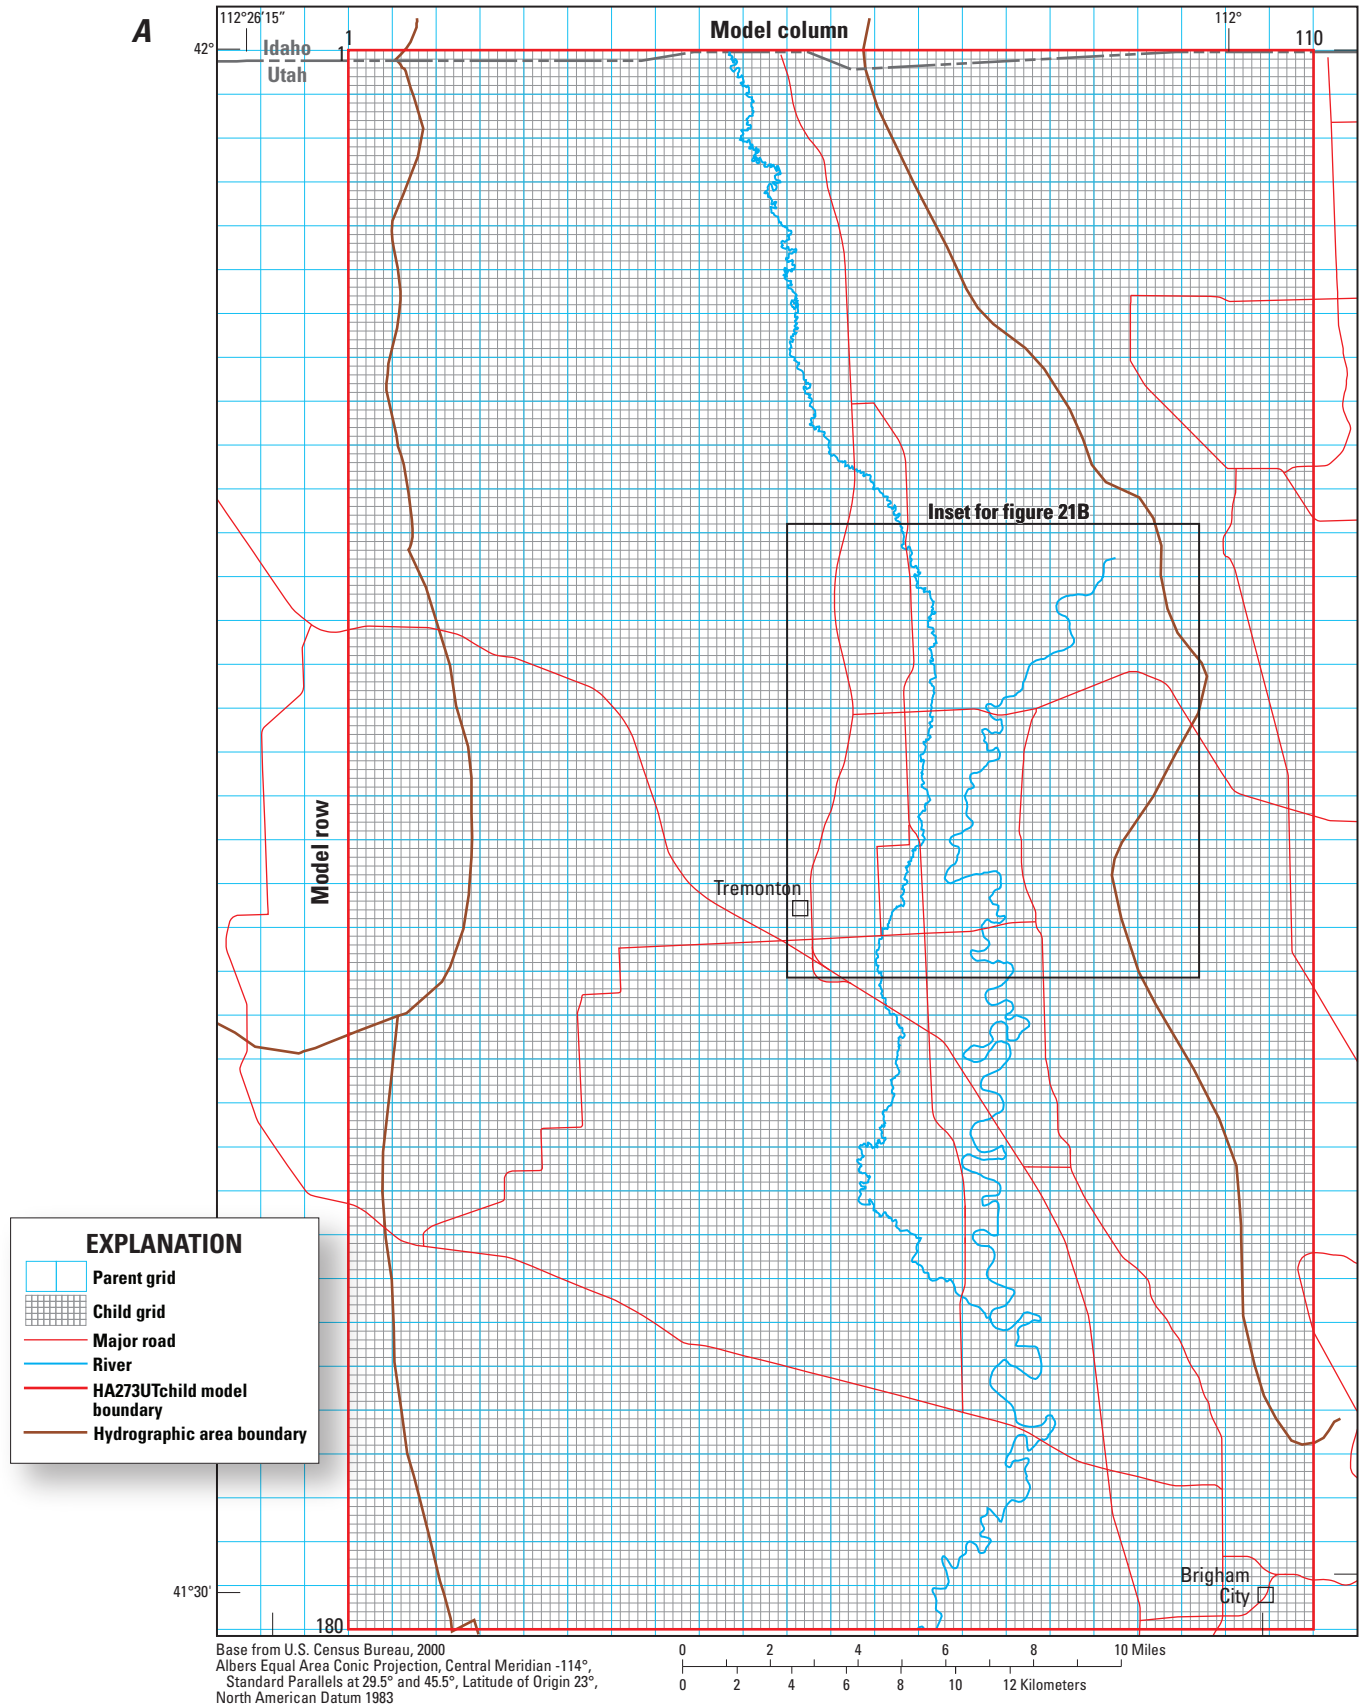 A
112°26'15"
Model column
112°
1
110
42°
Idaho
1
Utah
Inset for figure 21B
Model row
Tremonton
EXPLANATION
Parent grid
Child grid
Major road
River
HA273UTchild model
boundary
Hydrographic area boundary
Brigham
City
41°30'
180
Base from U.S. Census Bureau, 2000
Albers Equal Area Conic Projection, Central Meridian -114°,
Standard Parallels at 29.5° and 45.5°, Latitude of Origin 23°,
North American Datum 1983
0 2 4 6 8 10 Miles
0 2 4 6 8 10 12 Kilometers